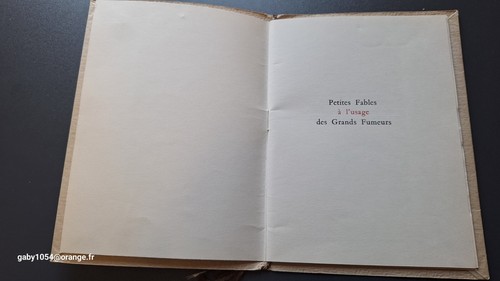 Petites Fables
à l'usage
des Grands Fumeurs
gaby1054@orange.fr